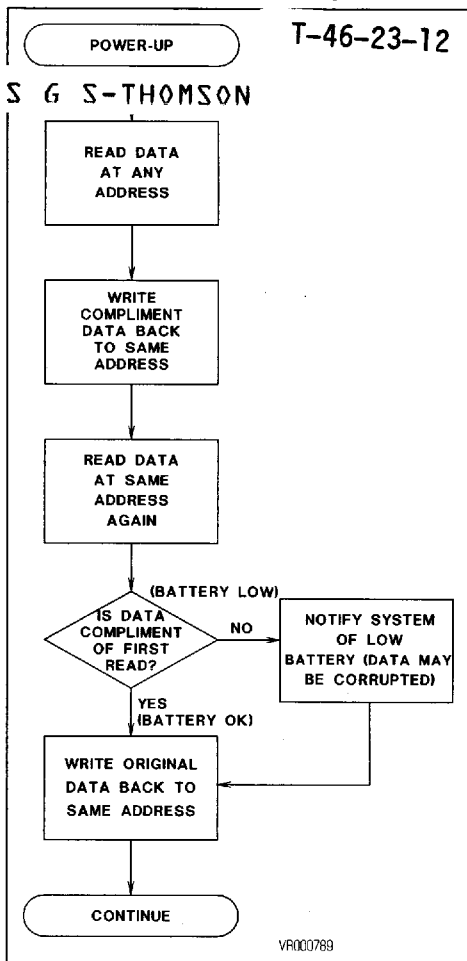 POWER-UP
T-46-23-12
S G S-THOMSON
READ DATA
AT ANY
ADDRESS
WRITE
COMPLIMENT
DATA BACK
TO SAME
ADDRESS
READ DATA
AT SAME
ADDRESS
AGAIN
(BATTERY LOW)
IS DATA
COMPLIMENT
OF FIRST
READ?
NO
NOTIFY SYSTEM
OF LOW
BATTERY (DATA MAY
BE CORRUPTED)
YES
(BATTERY OK)
WRITE ORIGINAL
DATA BACK TO
SAME ADDRESS
CONTINUE
VR000789